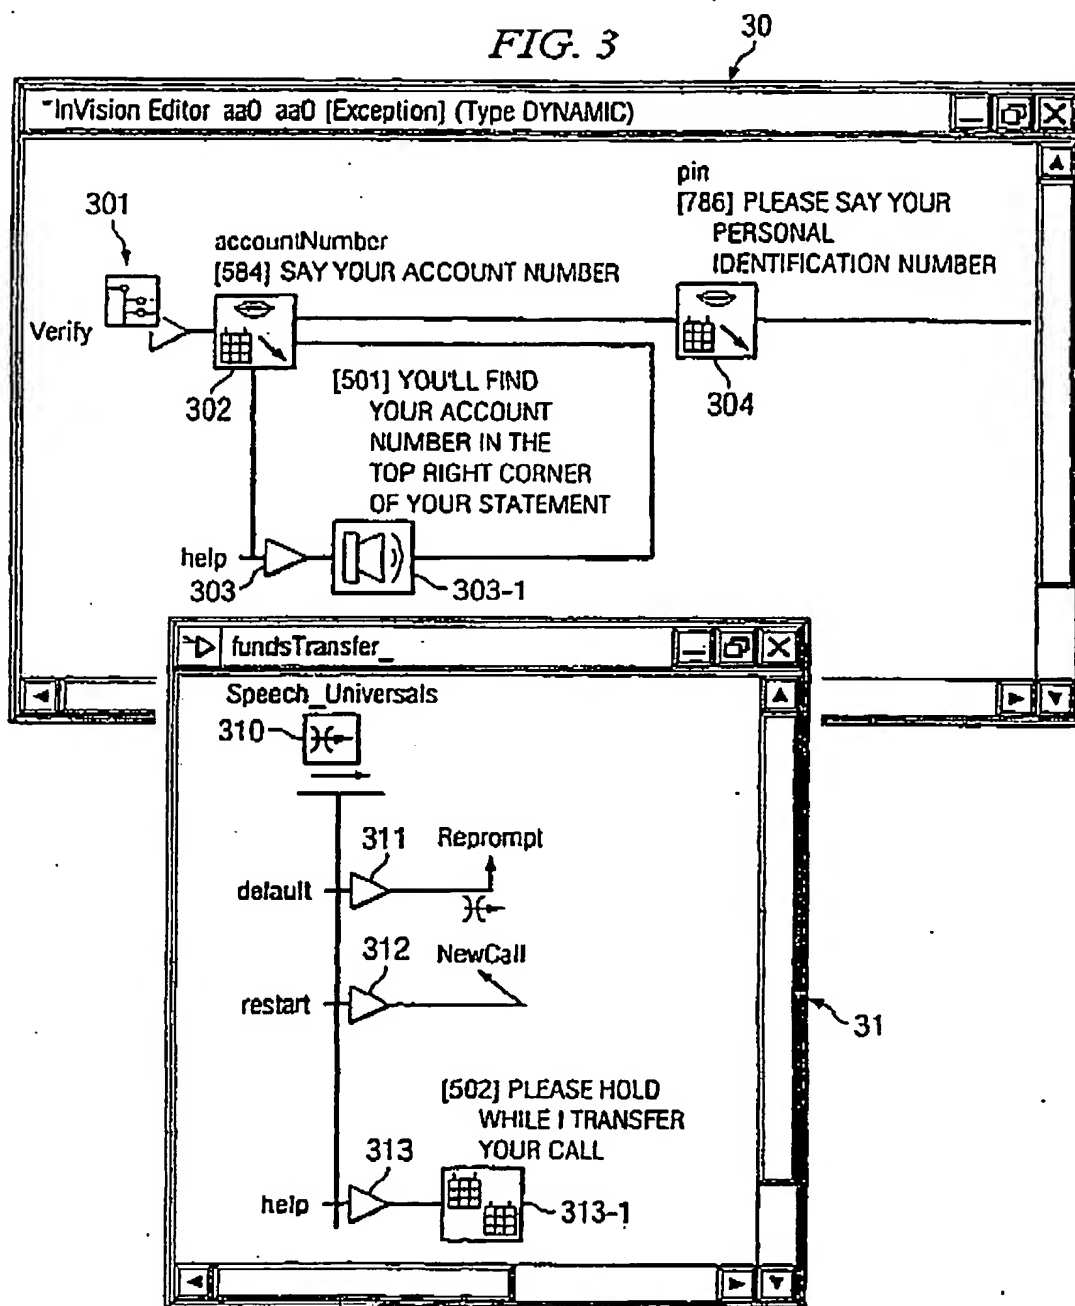 FIG. 3
30
InVision Editor aa0 aa0 [Exception] (Type DYNAMIC)
301
Verify
accountNumber
[584] SAY YOUR ACCOUNT NUMBER
302
pin
[786] PLEASE SAY YOUR
PERSONAL
IDENTIFICATION NUMBER
304
[501] YOU'LL FIND
YOUR ACCOUNT
NUMBER IN THE
TOP RIGHT CORNER
OF YOUR STATEMENT
help
303
303-1
fundsTransfer_
Speech_Universals
310
311
Reprompt
default
312
NewCall
restart
31
[502] PLEASE HOLD
WHILE I TRANSFER
YOUR CALL
313
help
313-1